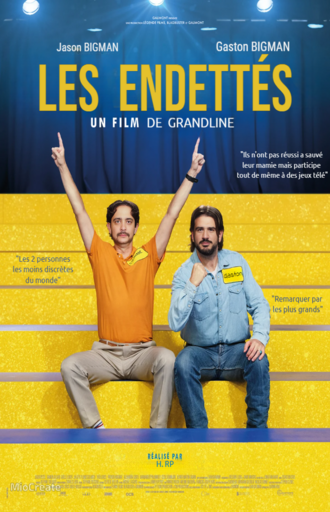 Jason BIGMAN
Gaston BIGMAN
LES ENDETTÉS
UN FILM DE GRANDLINE
"Ils n'ont pas réussi a sauvé
leur mamie mais participe
tout de même à des jeux télé"
Gaston
"Les 2 personnes
les moins discrètes
du monde"
"Remarquer par
les plus grands"
RÉALISÉ PAR
H. RP